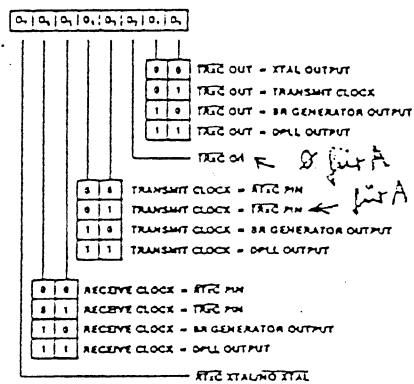 D7 D6 D5 D4 D3 D2 D1 D0
0 0 TRxC OUT = XTAL OUTPUT
0 1 TRxC OUT = TRANSMIT CLOCK
1 0 TRxC OUT = BR GENERATOR OUTPUT
1 1 TRxC OUT = DPLL OUTPUT
TRxC O/I ← 0 für A
0 0 TRANSMIT CLOCK = RTxC PIN
0 1 TRANSMIT CLOCK = TRxC PIN ← für A
1 0 TRANSMIT CLOCK = BR GENERATOR OUTPUT
1 1 TRANSMIT CLOCK = DPLL OUTPUT
0 0 RECEIVE CLOCK = RTxC PIN
0 1 RECEIVE CLOCK = TRxC PIN
1 0 RECEIVE CLOCK = BR GENERATOR OUTPUT
1 1 RECEIVE CLOCK = DPLL OUTPUT
RTxC XTAL/NO XTAL